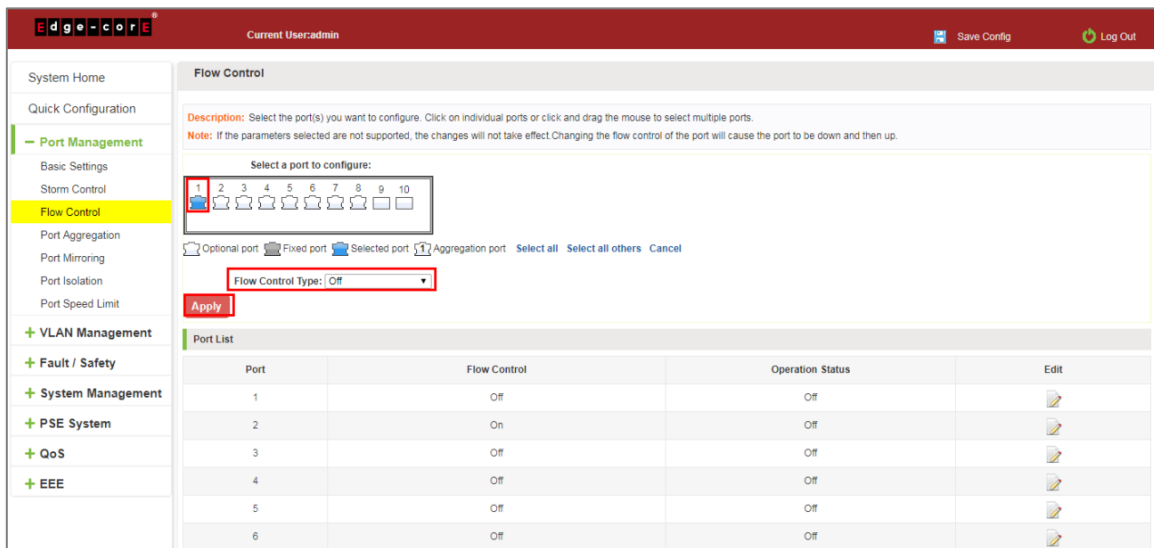 Edge-corE®
Current User:admin
Save Config
Log Out
System Home
Quick Configuration
− Port Management
Basic Settings
Storm Control
Flow Control
Port Aggregation
Port Mirroring
Port Isolation
Port Speed Limit
+ VLAN Management
+ Fault / Safety
+ System Management
+ PSE System
+ QoS
+ EEE
Flow Control
Description: Select the port(s) you want to configure. Click on individual ports or click and drag the mouse to select multiple ports.
Note: If the parameters selected are not supported, the changes will not take effect.Changing the flow control of the port will cause the port to be down and then up.
Select a port to configure:
1 2 3 4 5 6 7 8 9 10
Optional port Fixed port Selected port 1 Aggregation port Select all Select all others Cancel
Flow Control Type: Off
Apply
Port List
Port Flow Control Operation Status Edit
1 Off Off
2 On Off
3 Off Off
4 Off Off
5 Off Off
6 Off Off